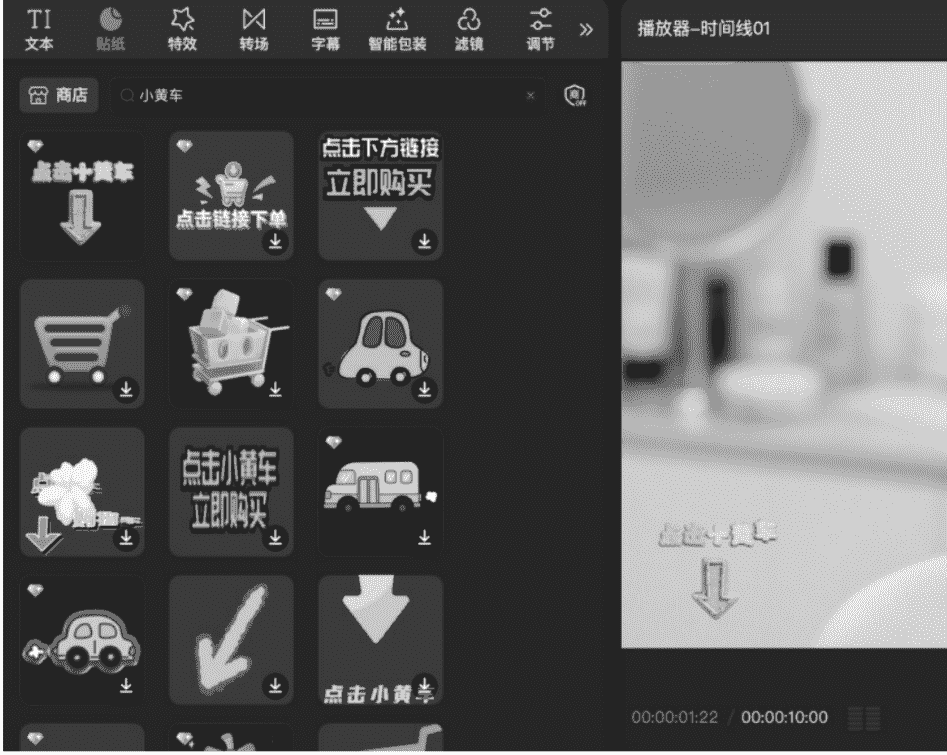 TI
文本
贴纸
特效
转场
字幕
智能包装
滤镜
调节
播放器-时间线01
商店
小黄车
商
OFF
点击十黄车
点击链接下单
点击下方链接
立即购买
点击小黄车
立即购买
点击小黄车
点击十黄车
00:00:01:22 / 00:00:10:00